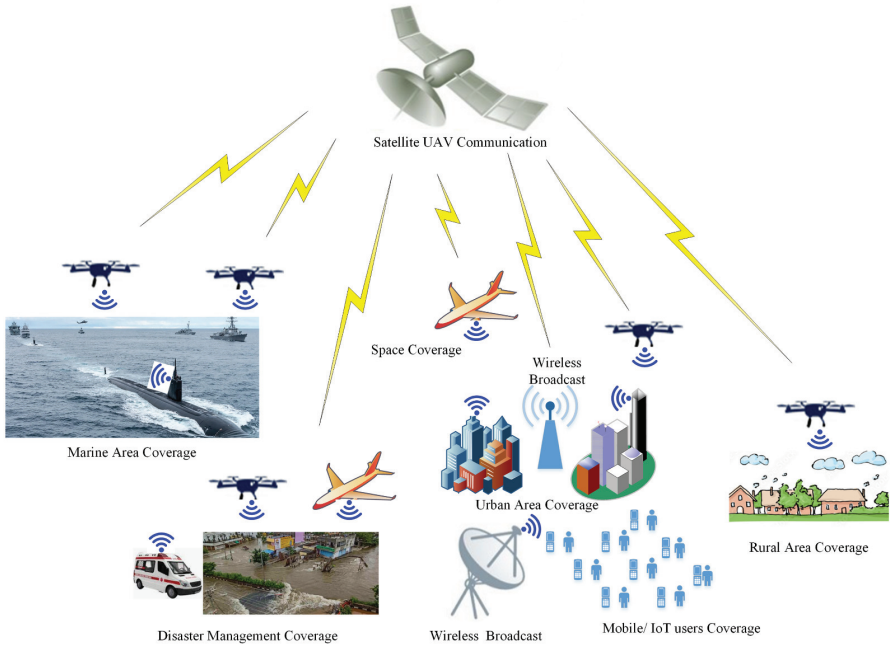 Satellite UAV Communication
Space Coverage
Wireless
Broadcast
Marine Area Coverage
Urban Area Coverage
Rural Area Coverage
Disaster Management Coverage
Wireless Broadcast
Mobile/ IoT users Coverage